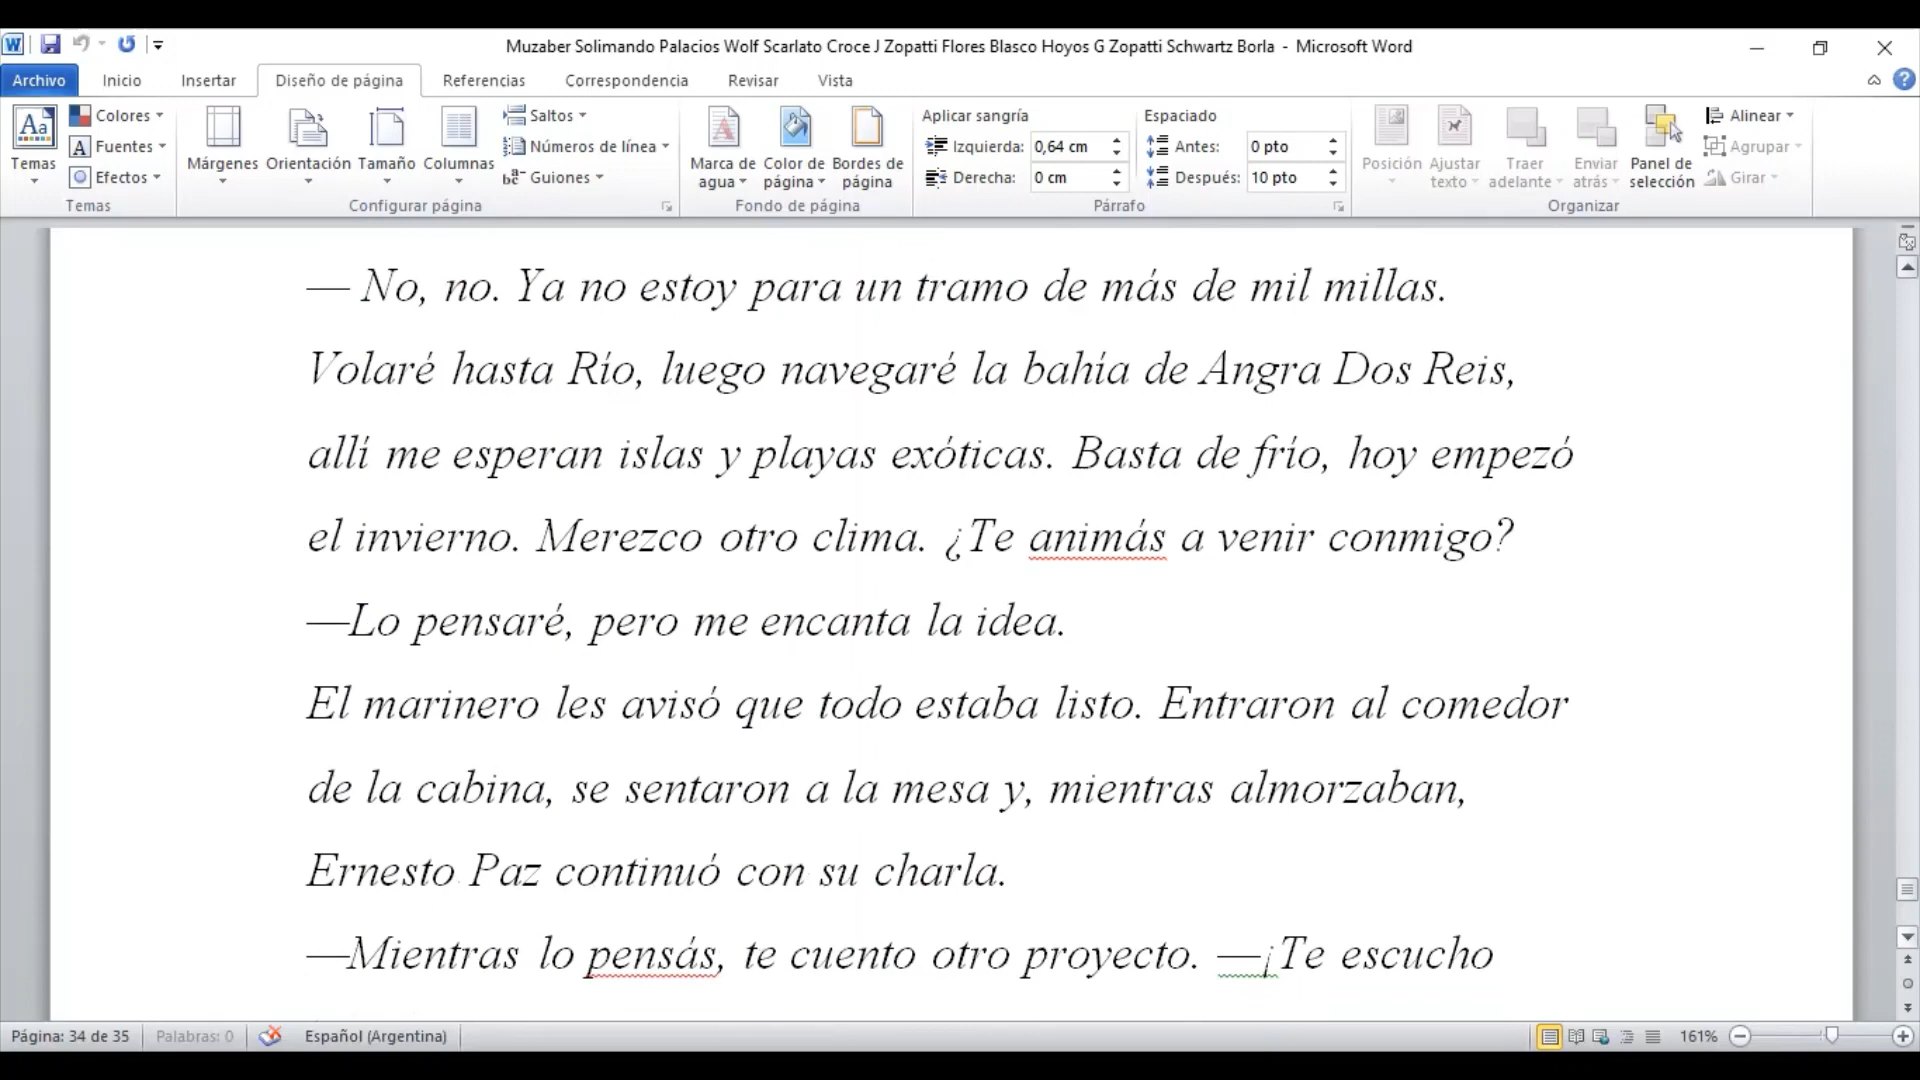 Muzaber Solimando Palacios Wolf Scarlato Croce J Zopatti Flores Blasco Hoyos G Zopatti Schwartz Borla - Microsoft Word
Archivo Inicio Insertar Diseño de página Referencias Correspondencia Revisar Vista
Temas
Colores
Fuentes
Efectos
Temas
Márgenes Orientación Tamaño Columnas
Saltos
Números de línea
Guiones
Configurar página
Marca de agua
Color de página
Bordes de página
Fondo de página
Aplicar sangría
Izquierda: 0,64 cm
Derecha: 0 cm
Espaciado
Antes: 0 pto
Después: 10 pto
Párrafo
Posición
Ajustar texto
Traer adelante
Enviar atrás
Panel de selección
Alinear
Agrupar
Girar
Organizar
— No, no. Ya no estoy para un tramo de más de mil millas.
Volaré hasta Río, luego navegaré la bahía de Angra Dos Reis,
allí me esperan islas y playas exóticas. Basta de frío, hoy empezó
el invierno. Merezco otro clima. ¿Te animás a venir conmigo?
—Lo pensaré, pero me encanta la idea.
El marinero les avisó que todo estaba listo. Entraron al comedor
de la cabina, se sentaron a la mesa y, mientras almorzaban,
Ernesto Paz continuó con su charla.
—Mientras lo pensás, te cuento otro proyecto. —¡Te escucho
Página: 34 de 35 Palabras: 0 Español (Argentina) 161%